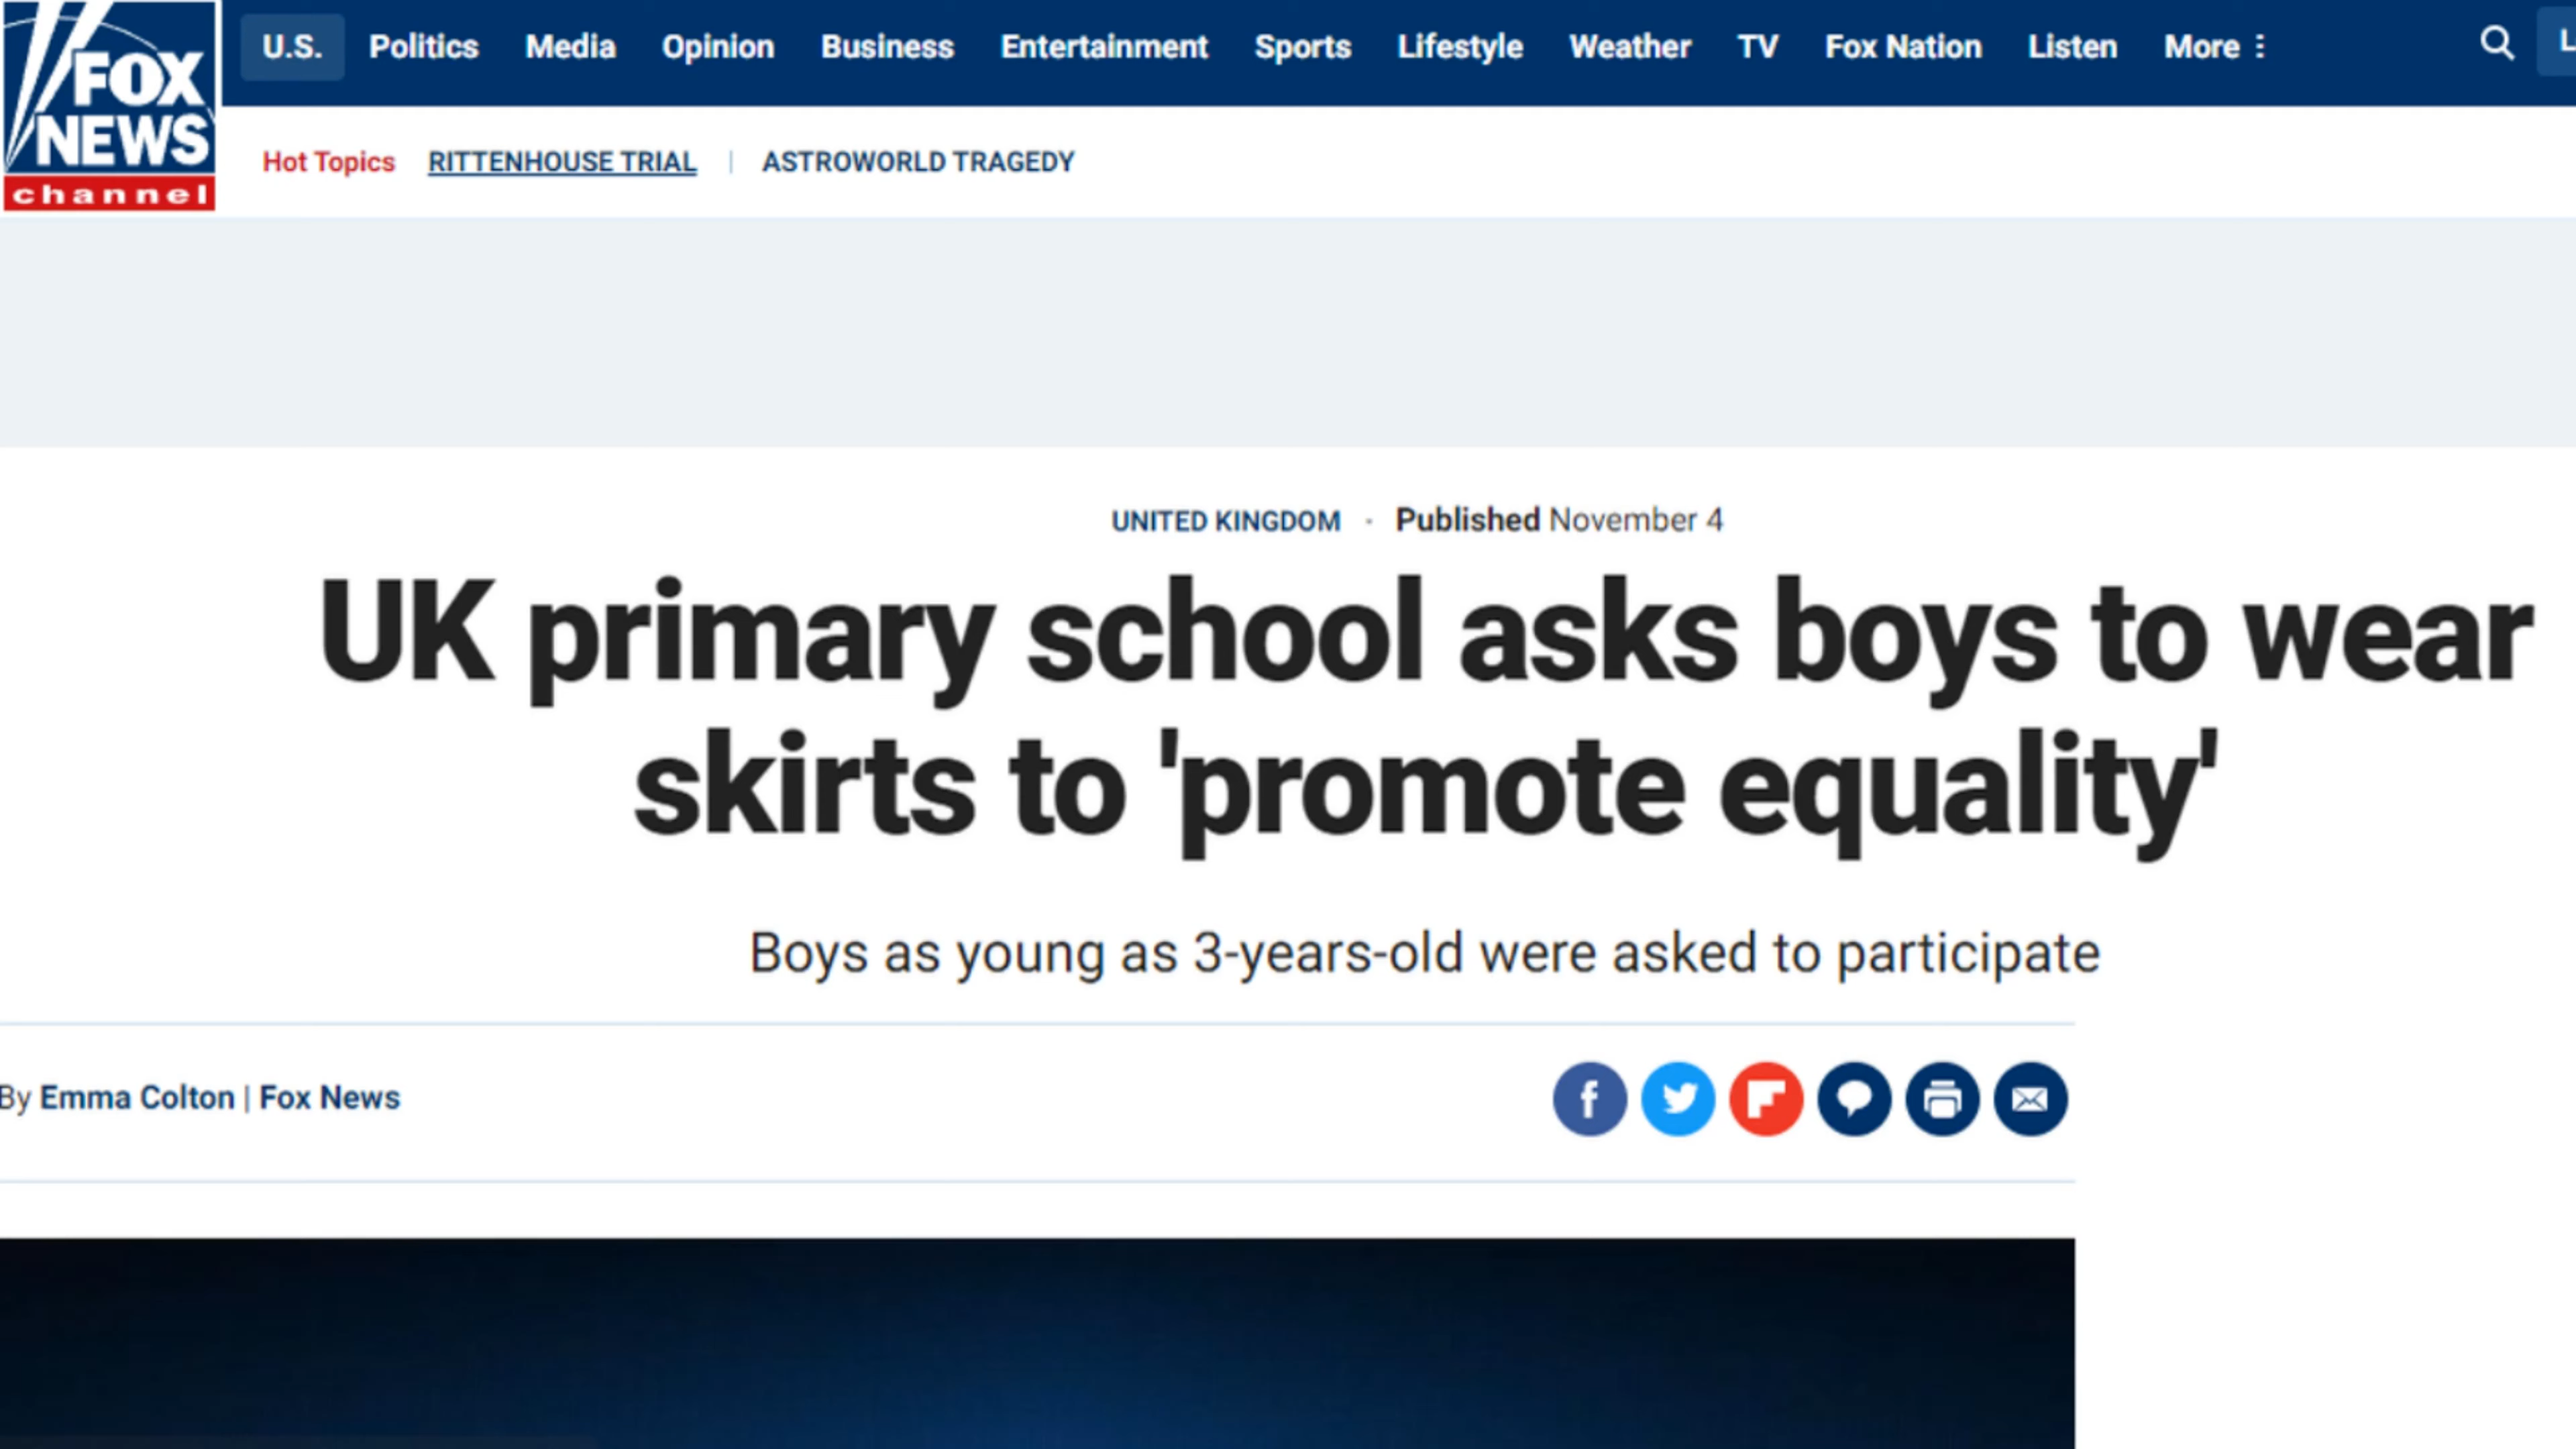 FOX
NEWS
channel
U.S. Politics Media Opinion Business Entertainment Sports Lifestyle Weather TV Fox Nation Listen More
Hot Topics RITTENHOUSE TRIAL | ASTROWORLD TRAGEDY
UNITED KINGDOM · Published November 4
UK primary school asks boys to wear
skirts to 'promote equality'
Boys as young as 3-years-old were asked to participate
By Emma Colton | Fox News